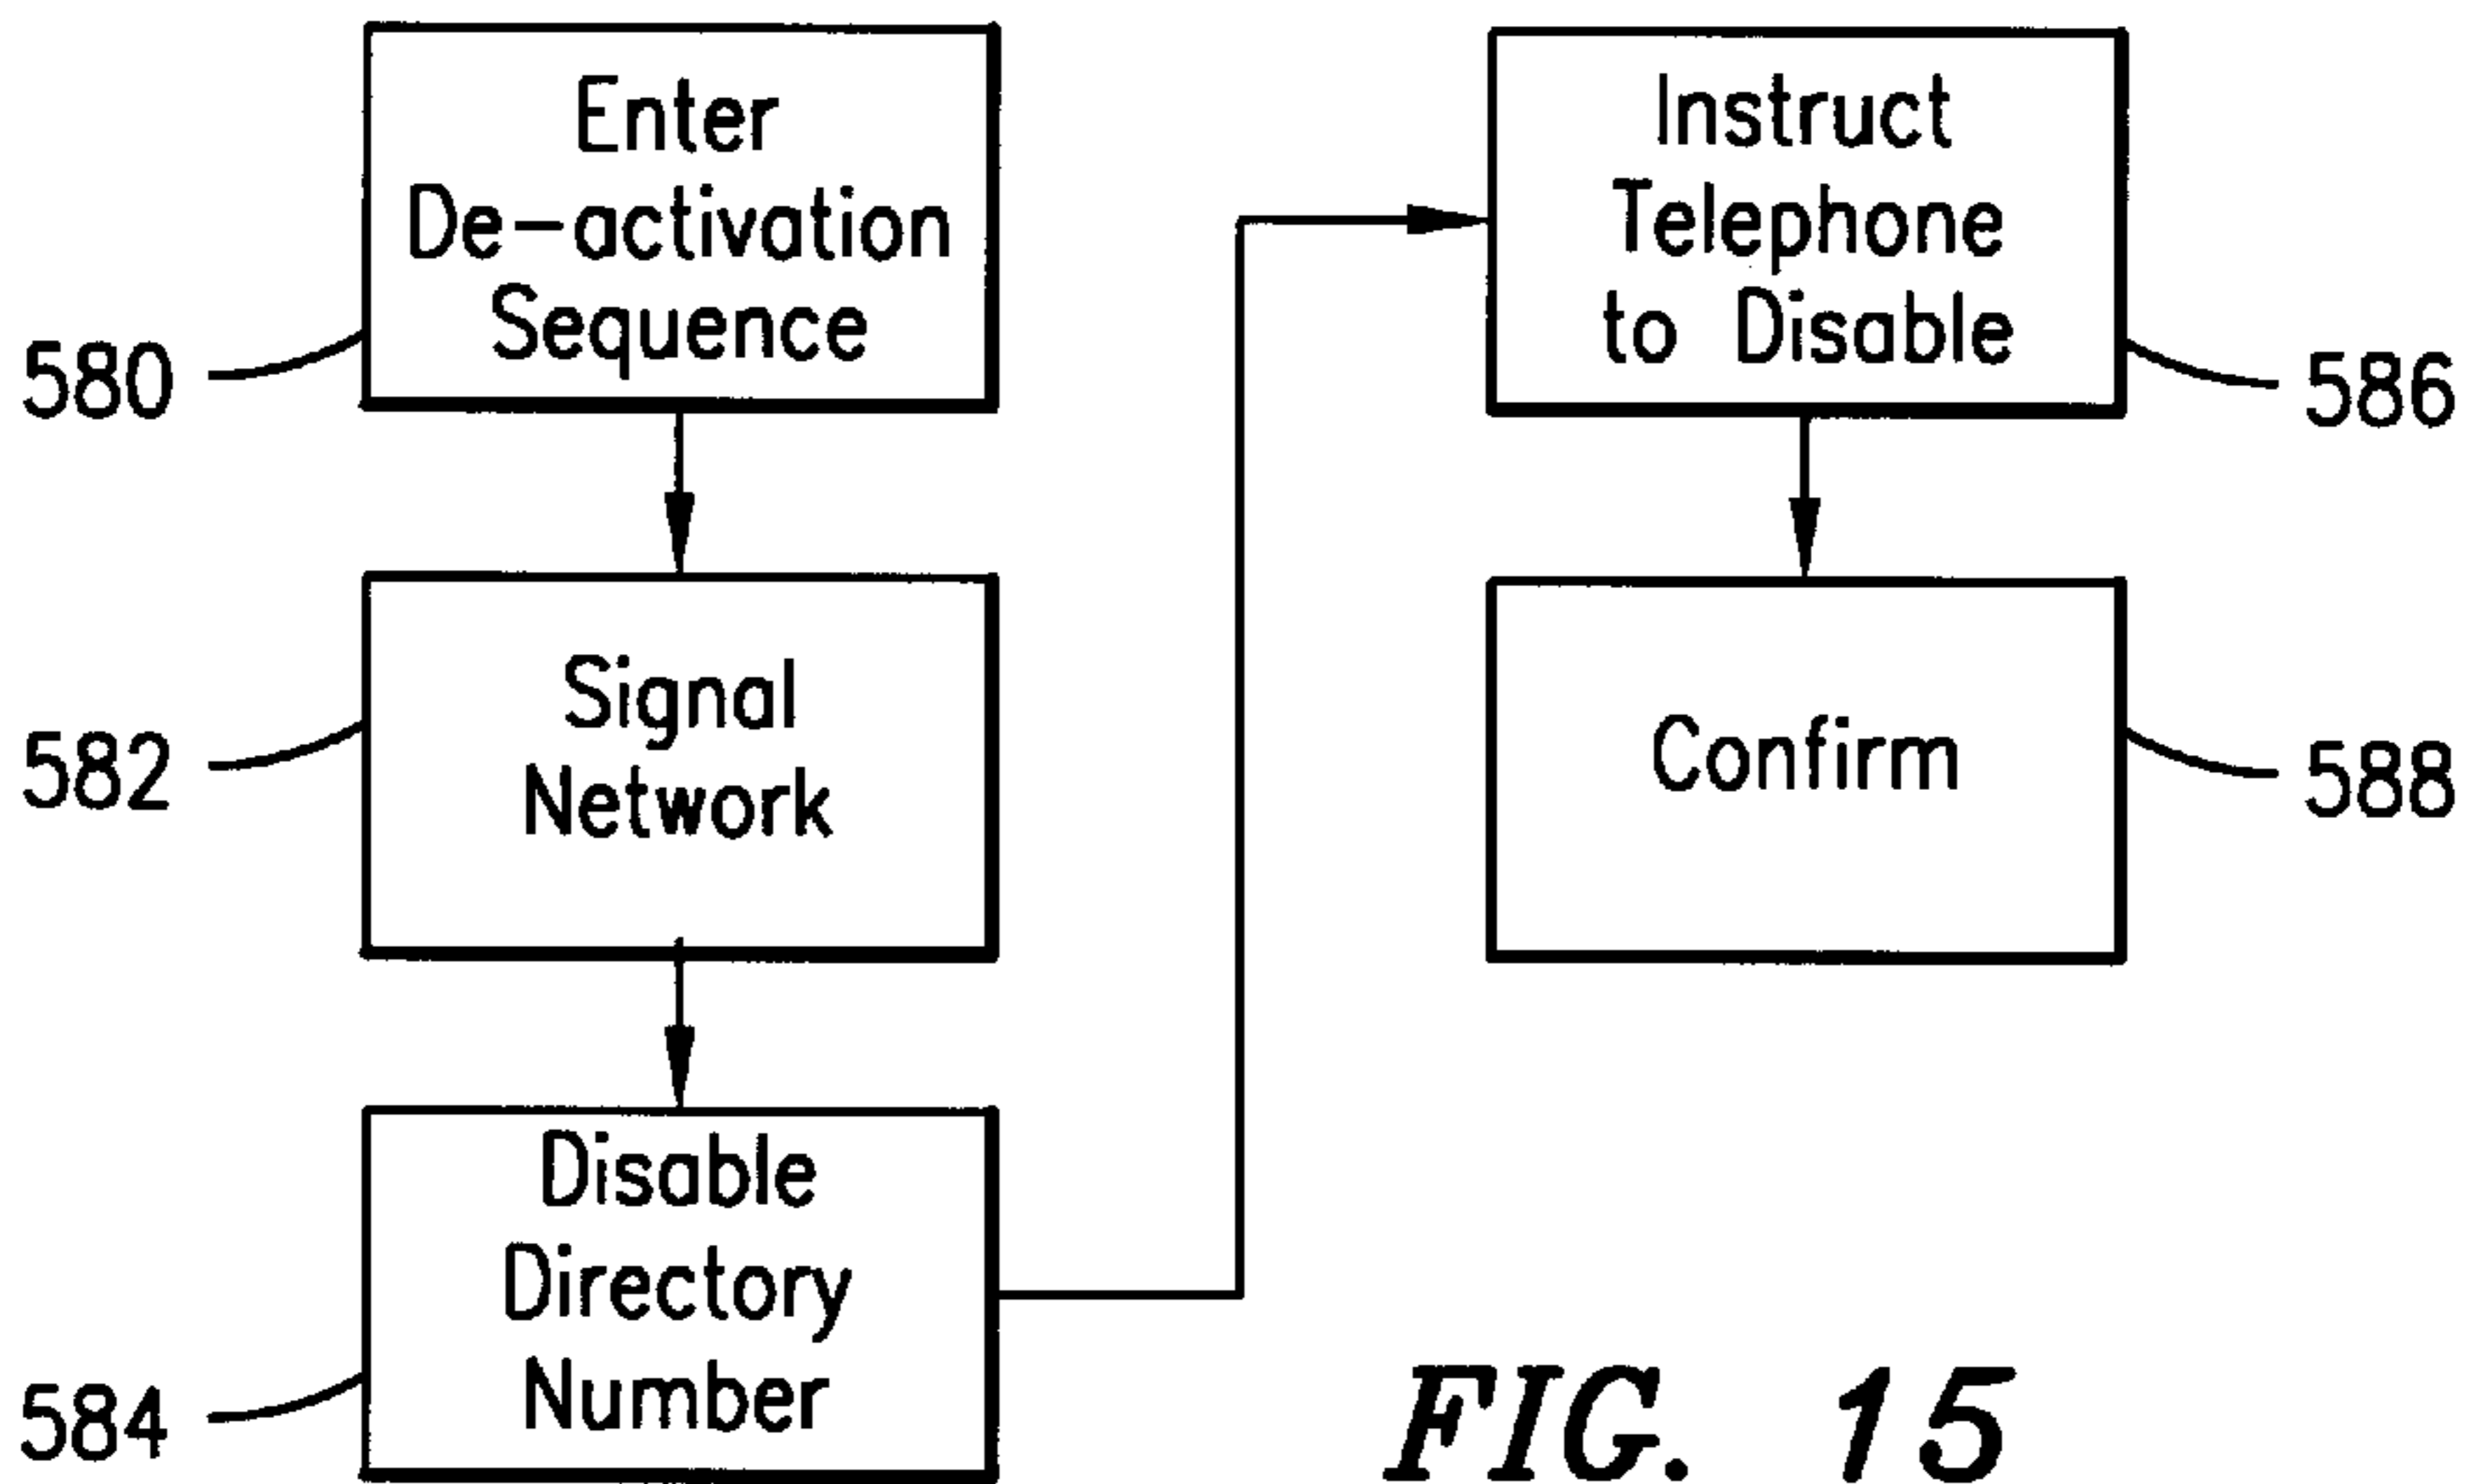 Enter
De-activation
Sequence
580
Signal
Network
582
Disable
Directory
Number
584
Instruct
Telephone
to Disable
586
Confirm
588
FIG. 15